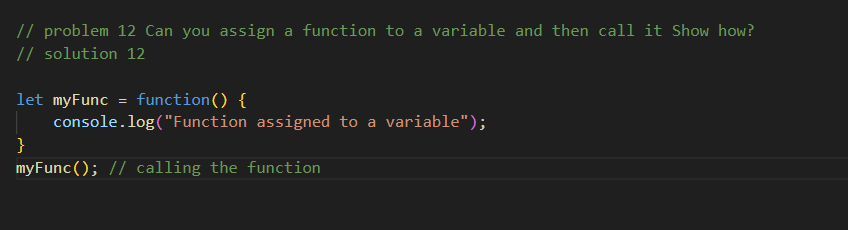 // problem 12 Can you assign a function to a variable and then call it Show how?
// solution 12
let myFunc = function() {
    console.log("Function assigned to a variable");
}
myFunc(); // calling the function